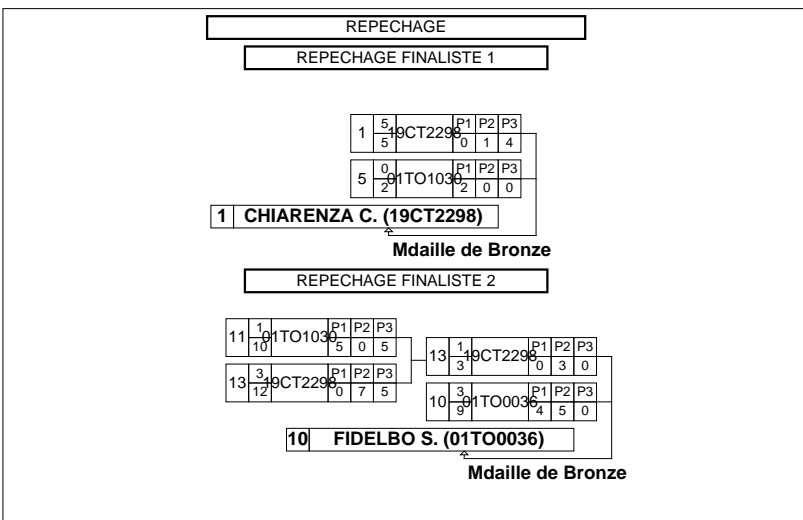 REPECHAGE
REPECHAGE FINALISTE 1
1 5 5 19CT2298 P1 P2 P3 0 1 4
5 0 2 01TO1030 P1 P2 P3 2 0 0
1 CHIARENZA C. (19CT2298)
Mdaille de Bronze
REPECHAGE FINALISTE 2
11 1 10 01TO1030 P1 P2 P3 5 0 5
13 3 12 19CT2298 P1 P2 P3 0 7 5
13 1 3 19CT2298 P1 P2 P3 0 3 0
10 3 9 01TO0036 P1 P2 P3 4 5 0
10 FIDELBO S. (01TO0036)
Mdaille de Bronze